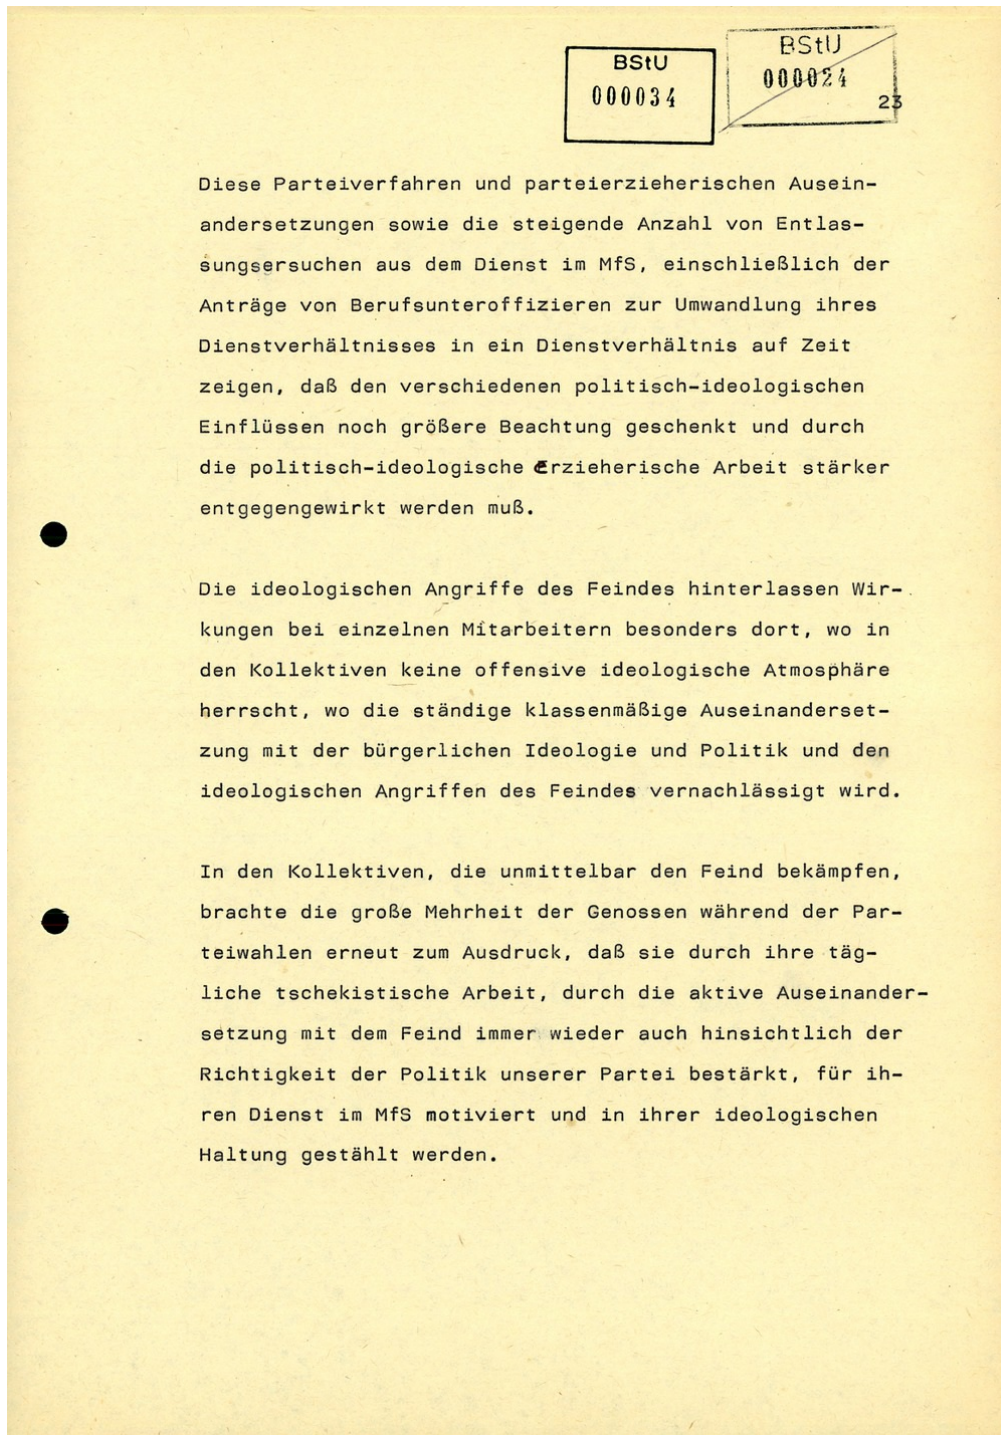 BStU
000034
BStU
000024
23
Diese Parteiverfahren und parteierzieherischen Ausein-
andersetzungen sowie die steigende Anzahl von Entlas-
sungsersuchen aus dem Dienst im MfS, einschließlich der
Anträge von Berufsunteroffizieren zur Umwandlung ihres
Dienstverhältnisses in ein Dienstverhältnis auf Zeit
zeigen, daß den verschiedenen politisch-ideologischen
Einflüssen noch größere Beachtung geschenkt und durch
die politisch-ideologische Erzieherische Arbeit stärker
entgegengewirkt werden muß.
Die ideologischen Angriffe des Feindes hinterlassen Wir-
kungen bei einzelnen Mitarbeitern besonders dort, wo in
den Kollektiven keine offensive ideologische Atmosphäre
herrscht, wo die ständige klassenmäßige Auseinanderset-
zung mit der bürgerlichen Ideologie und Politik und den
ideologischen Angriffen des Feindes vernachlässigt wird.
In den Kollektiven, die unmittelbar den Feind bekämpfen,
brachte die große Mehrheit der Genossen während der Par-
teiwahlen erneut zum Ausdruck, daß sie durch ihre täg-
liche tschekistische Arbeit, durch die aktive Auseinander-
setzung mit dem Feind immer wieder auch hinsichtlich der
Richtigkeit der Politik unserer Partei bestärkt, für ih-
ren Dienst im MfS motiviert und in ihrer ideologischen
Haltung gestählt werden.